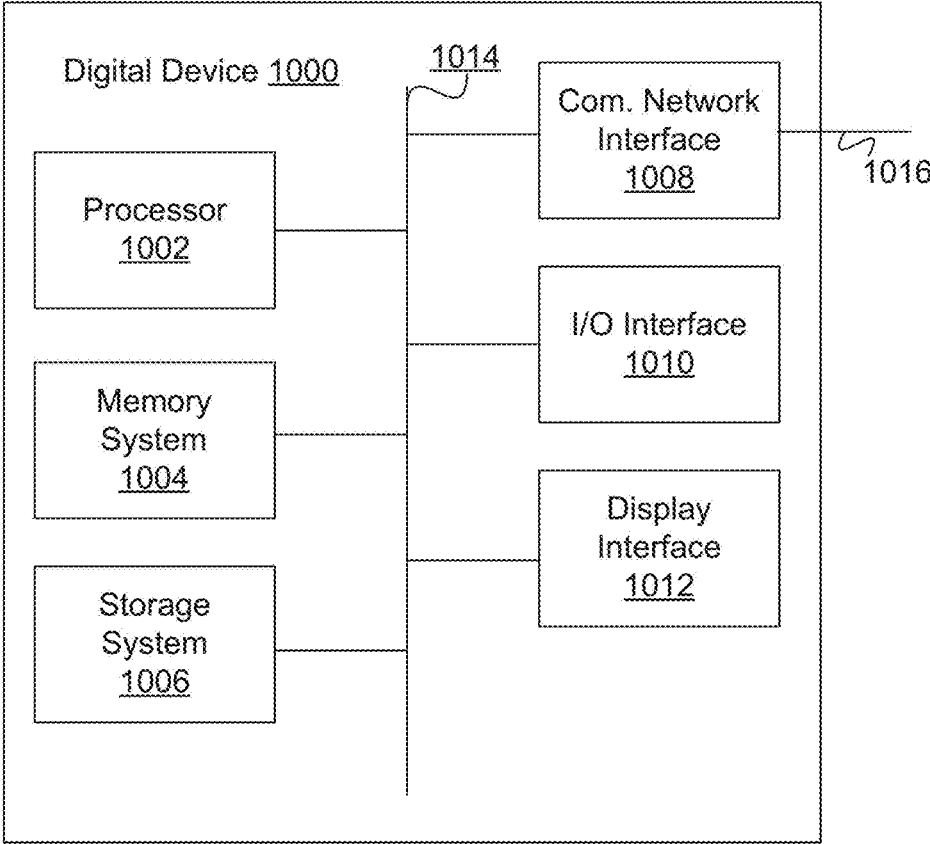 Digital Device 1000
1014
Com. Network
Interface
1008
1016
Processor
1002
I/O Interface
1010
Memory
System
1004
Display
Interface
1012
Storage
System
1006